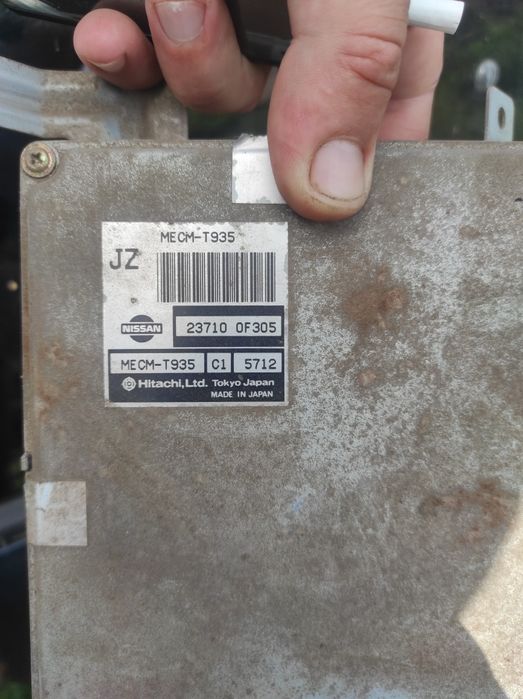 MECM-T935
JZ
NISSAN
23710 0F305
MECM-T935 C1 5712
Hitachi,Ltd. Tokyo Japan
MADE IN JAPAN